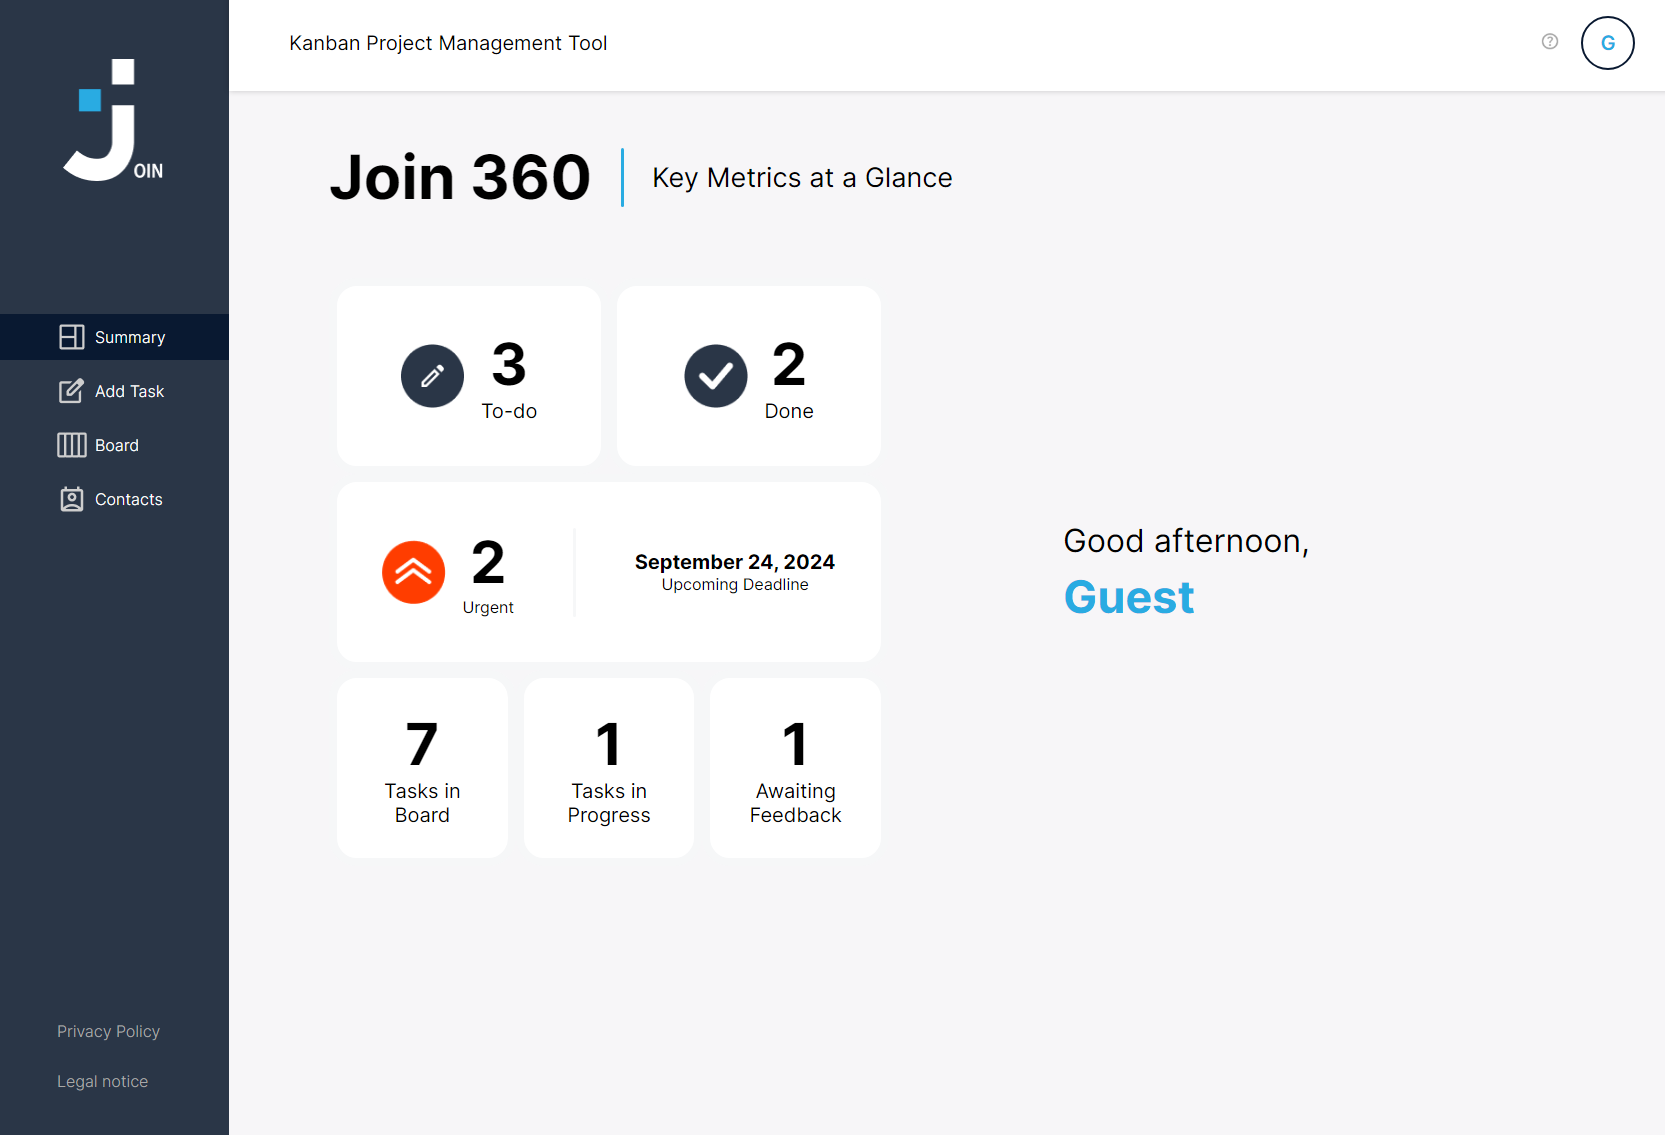 Kanban Project Management Tool
G
OIN
Summary
Add Task
Board
Contacts
Privacy Policy
Legal notice
Join 360
Key Metrics at a Glance
3
To-do
2
Done
2
Urgent
September 24, 2024
Upcoming Deadline
7
Tasks in
Board
1
Tasks in
Progress
1
Awaiting
Feedback
Good afternoon,
Guest